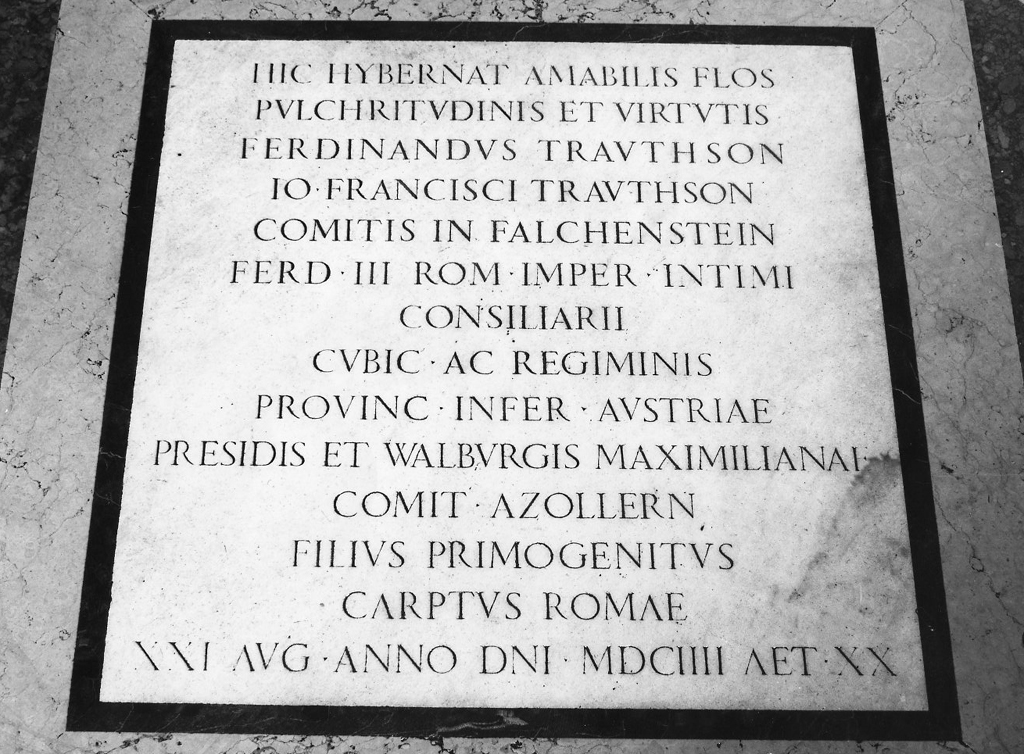 HIC HYBERNAT AMABILIS FLOS
PVLCHRITVDINIS ET VIRTVTIS
FERDINANDVS TRAVTHSON
IO·FRANCISCI TRAVTHSON
COMITIS IN FALCHENSTEIN
FERD·III ROM·IMPER·INTIMI
CONSILIARII
CVBIC·AC REGIMINIS
PROVINC·INFER·AVSTRIAE
PRESIDIS ET WALBVRGIS MAXIMILIANAE
COMIT·AZOLLERN
FILIVS PRIMOGENITVS
CARPTVS ROMAE
XXI AVG·ANNO DNI·MDCIIII AET·XX